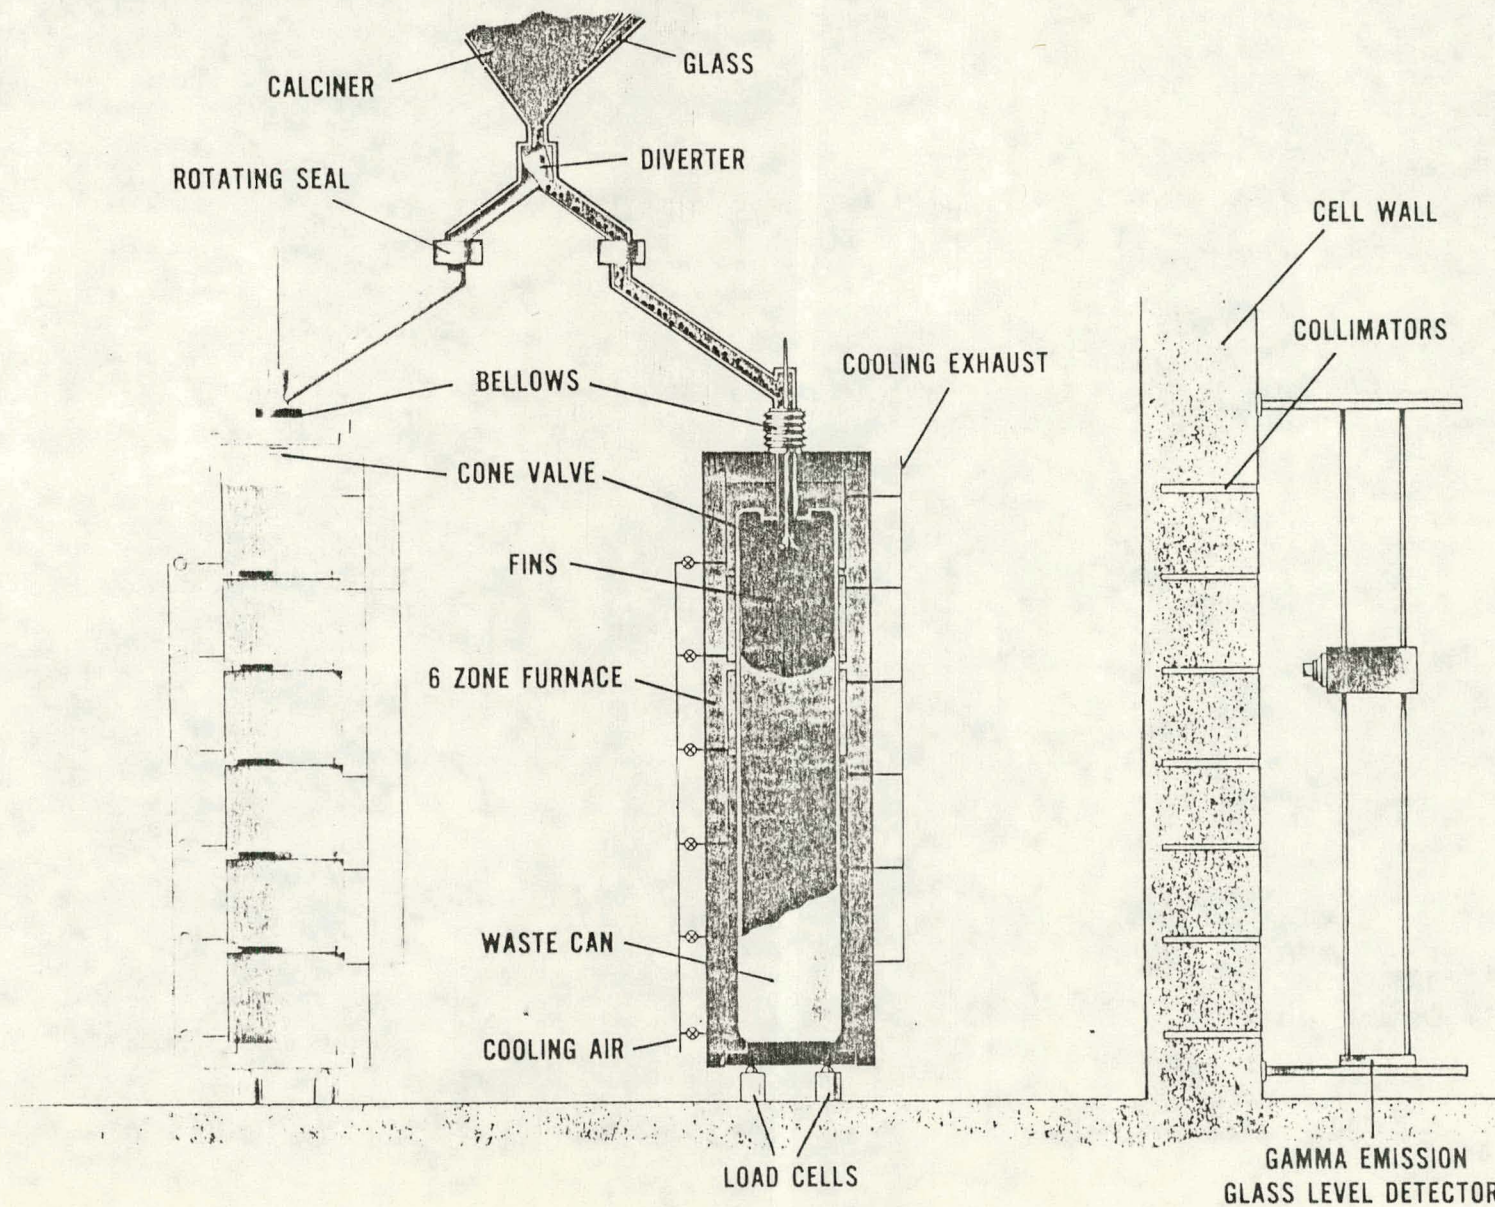 GLASS
CALCINER
DIVERTER
ROTATING SEAL
CELL WALL
COLLIMATORS
COOLING EXHAUST
BELLOWS
CONE VALVE
FINS
6 ZONE FURNACE
WASTE CAN
COOLING AIR
LOAD CELLS
GAMMA EMISSION
GLASS LEVEL DETECTOR